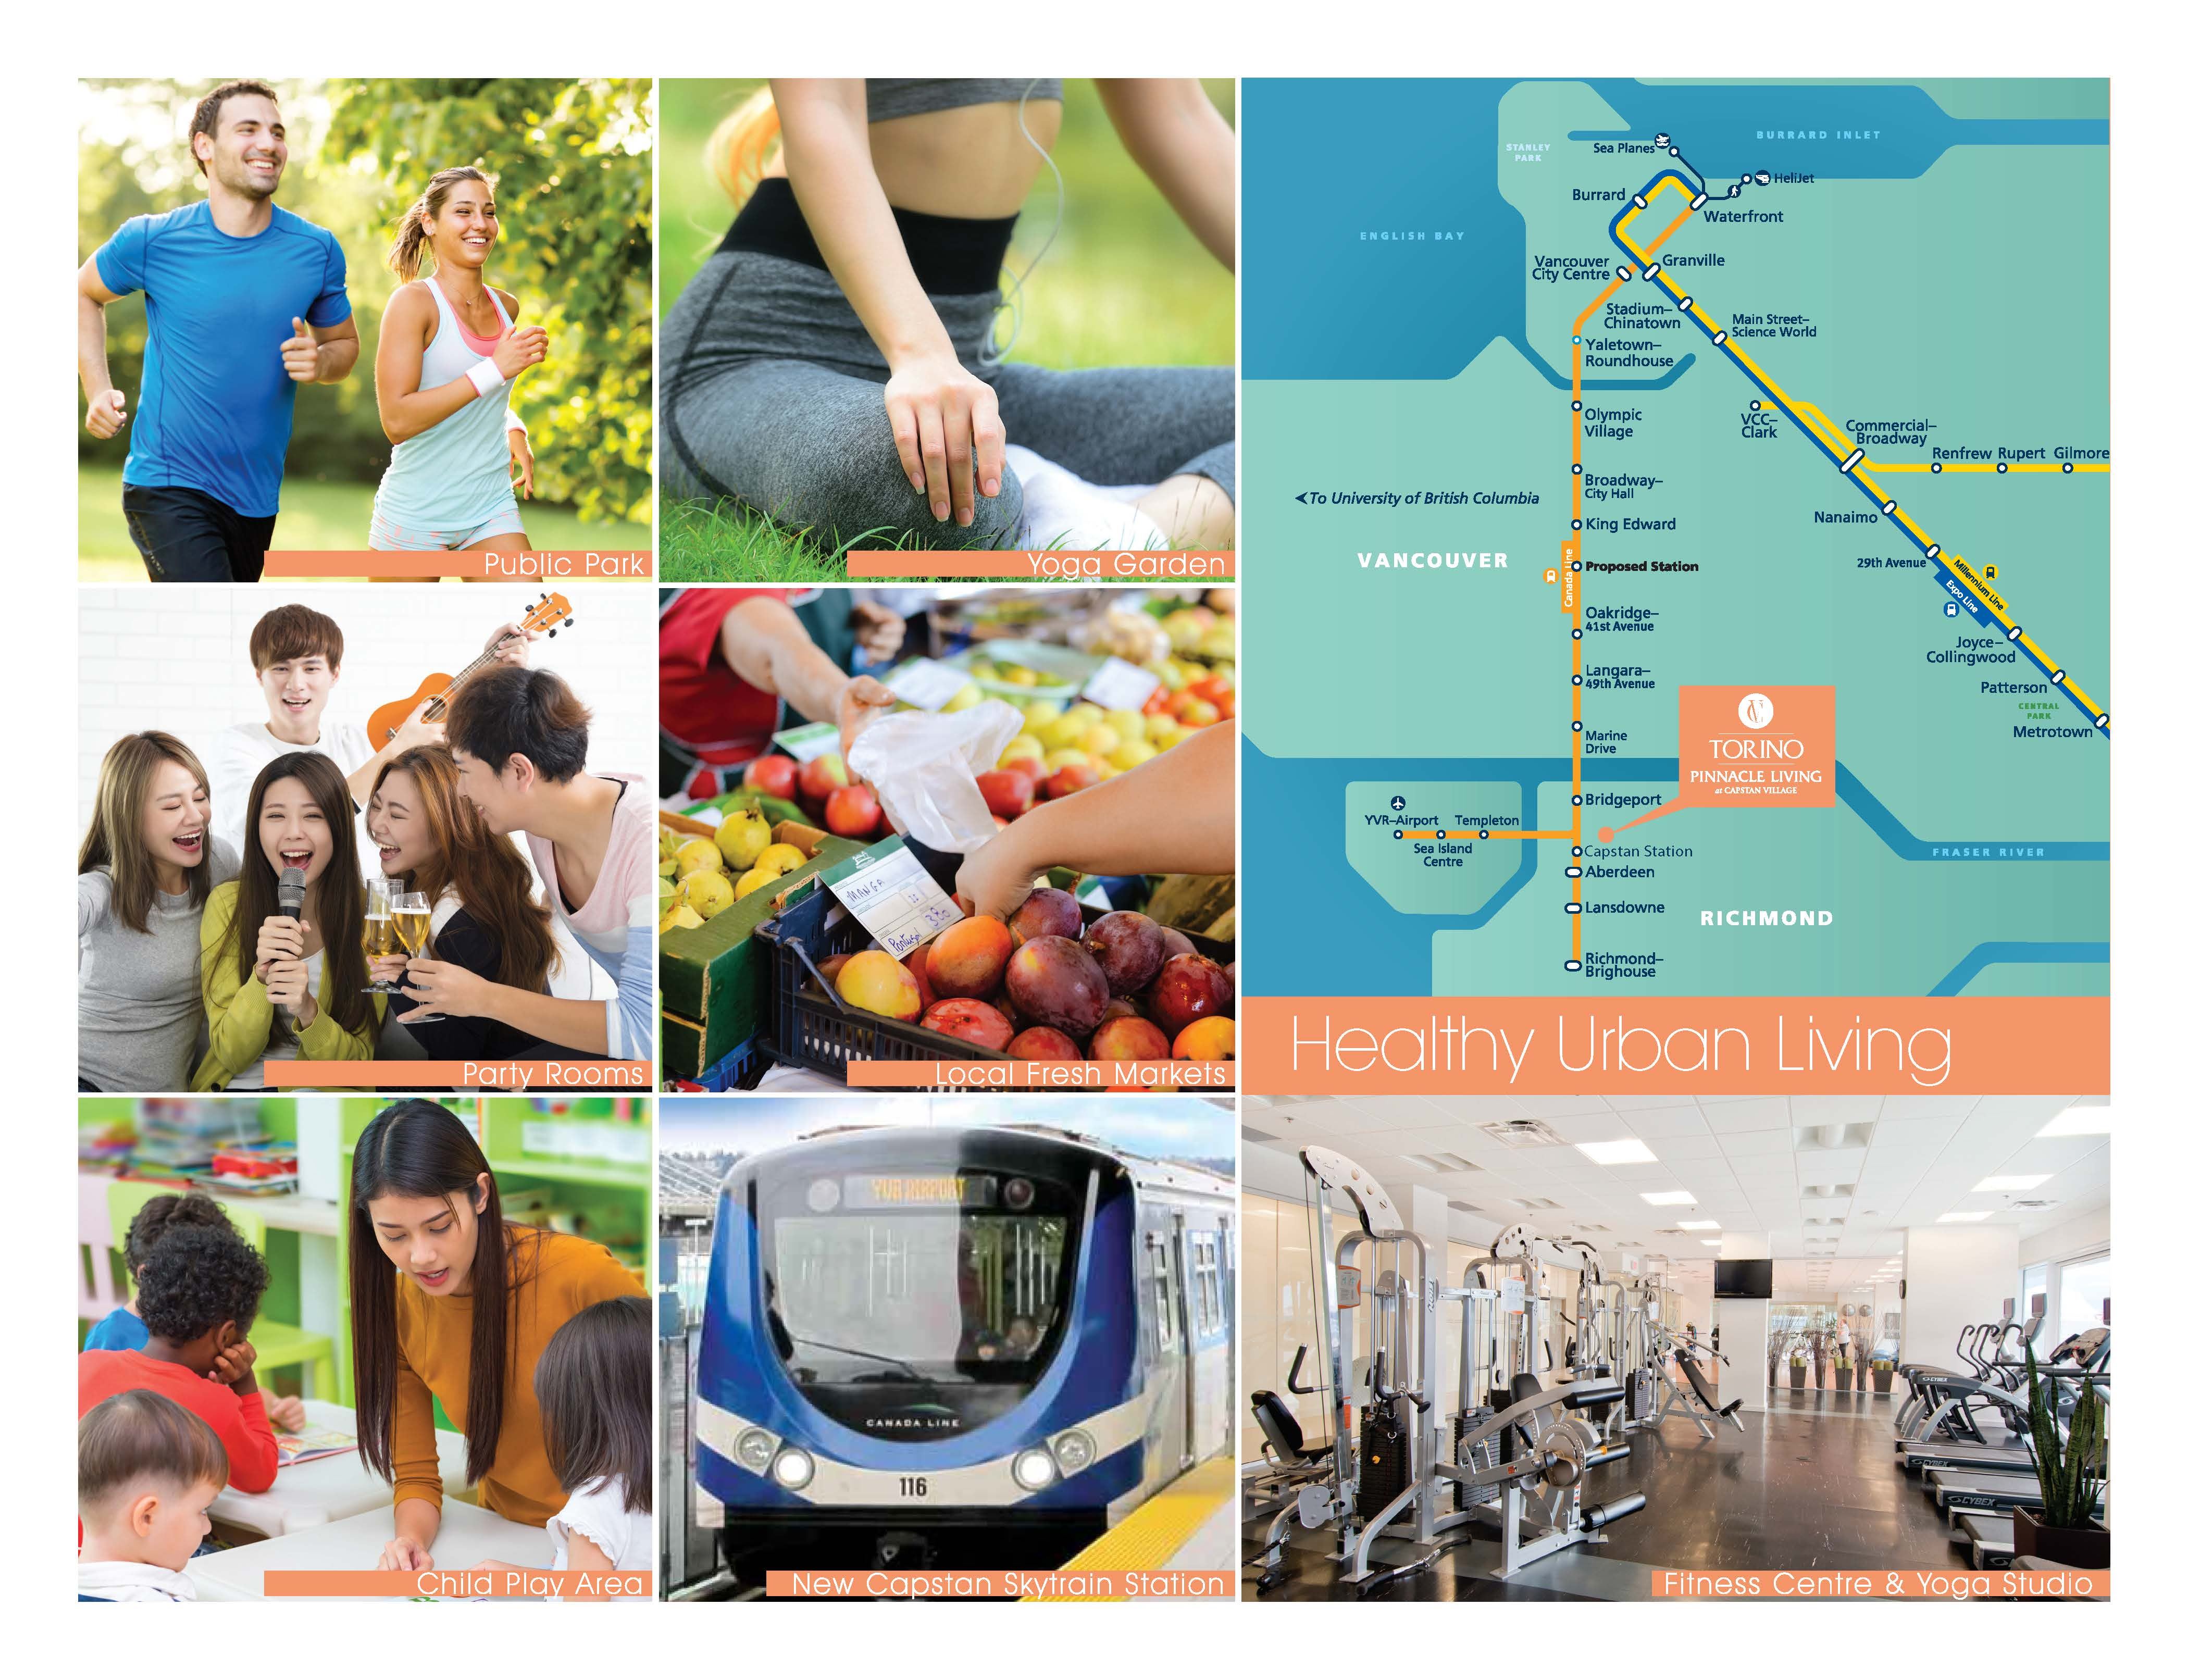 Public Park
Yoga Garden
Party Rooms
MANGA
Portugal
Local Fresh Markets
Child Play Area
YVR AIRPORT
CANADA LINE
116
New Capstan Skytrain Station
BURRARD INLET
STANLEY
PARK
Sea Planes
HeliJet
Burrard
Waterfront
ENGLISH BAY
Vancouver
City Centre
Granville
Stadium–
Chinatown
Main Street–
Science World
Yaletown–
Roundhouse
Olympic
Village
VCC–
Clark
Commercial–
Broadway
Renfrew Rupert Gilmore
Broadway–
City Hall
To University of British Columbia
King Edward
Nanaimo
VANCOUVER
Canada Line
Proposed Station
29th Avenue
Millennium Line
Expo Line
Oakridge–
41st Avenue
Joyce–
Collingwood
Langara–
49th Avenue
Patterson
CENTRAL
PARK
Metrotown
Marine
Drive
TORINO
PINNACLE LIVING
at CAPSTAN VILLAGE
Bridgeport
YVR–Airport
Templeton
Sea Island
Centre
Capstan Station
FRASER RIVER
Aberdeen
Lansdowne
RICHMOND
Richmond–
Brighouse
Healthy Urban Living
CYBEX
CYBEX
CYBEX
Fitness Centre & Yoga Studio